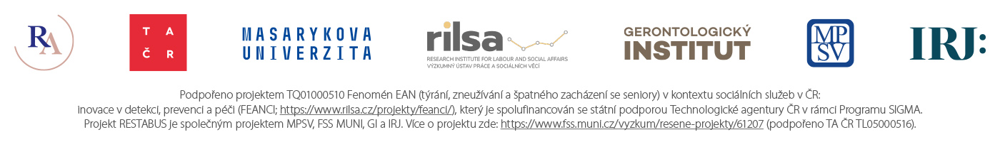 RA
T A
Č R
MASARYKOVA
UNIVERZITA
rilsa
RESEARCH INSTITUTE FOR LABOUR AND SOCIAL AFFAIRS
VÝZKUMNÝ ÚSTAV PRÁCE A SOCIÁLNÍCH VĚCÍ
GERONTOLOGICKÝ
INSTITUT
MP
SV
IRJ:
Podpořeno projektem TQ01000510 Fenomén EAN (týrání, zneužívání a špatného zacházení se seniory) v kontextu sociálních služeb v ČR:
inovace v detekci, prevenci a péči (FEANCI; https://www.rilsa.cz/projekty/feanci/), který je spolufinancován se státní podporou Technologické agentury ČR v rámci Programu SIGMA.
Projekt RESTABUS je společným projektem MPSV, FSS MUNI, GI a IRJ. Více o projektu zde: https://www.fss.muni.cz/vyzkum/resene-projekty/61207 (podpořeno TA ČR TL05000516).